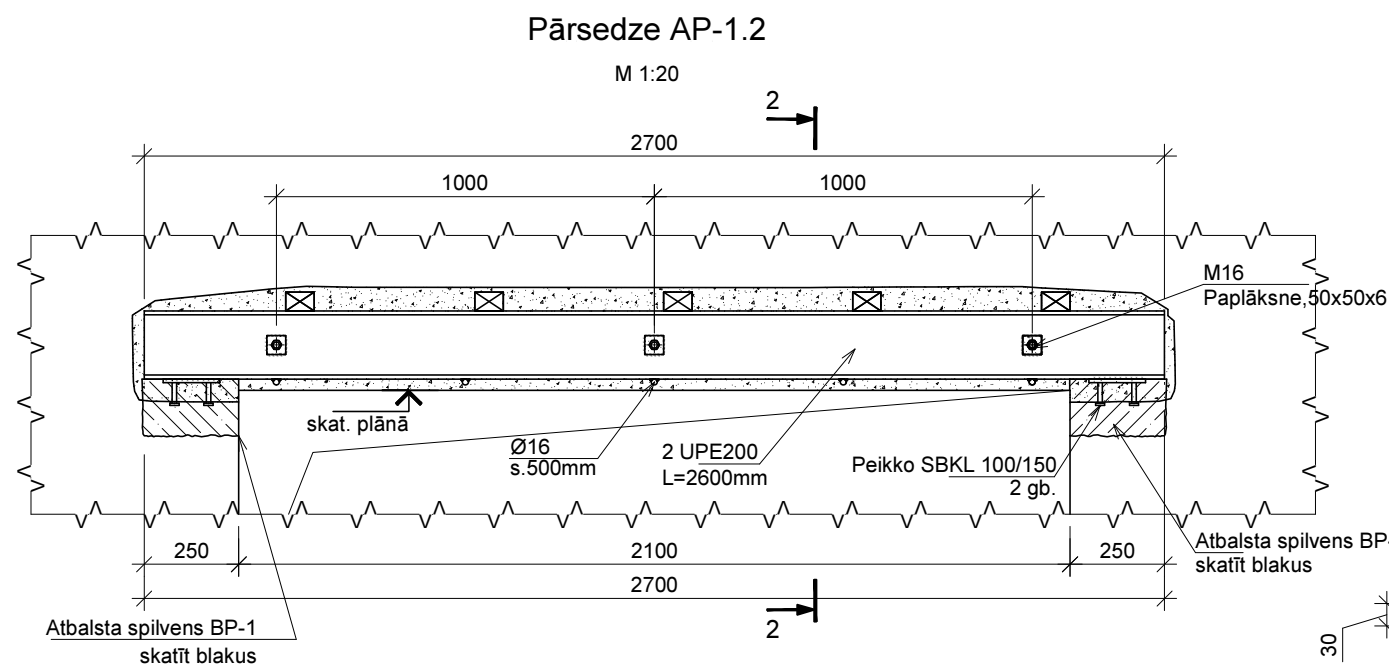 Pārsedze AP-1.2
M 1:20
2
2700
1000 1000
M16
Paplāksne,50x50x6
skat. plānā
Ø16
s.500mm
2 UPE200
L=2600mm
Peikko SBKL 100/150
2 gb.
Atbalsta spilvens BP-
skatīt blakus
250 2100 250
2700
2
Atbalsta spilvens BP-1
skatīt blakus
30